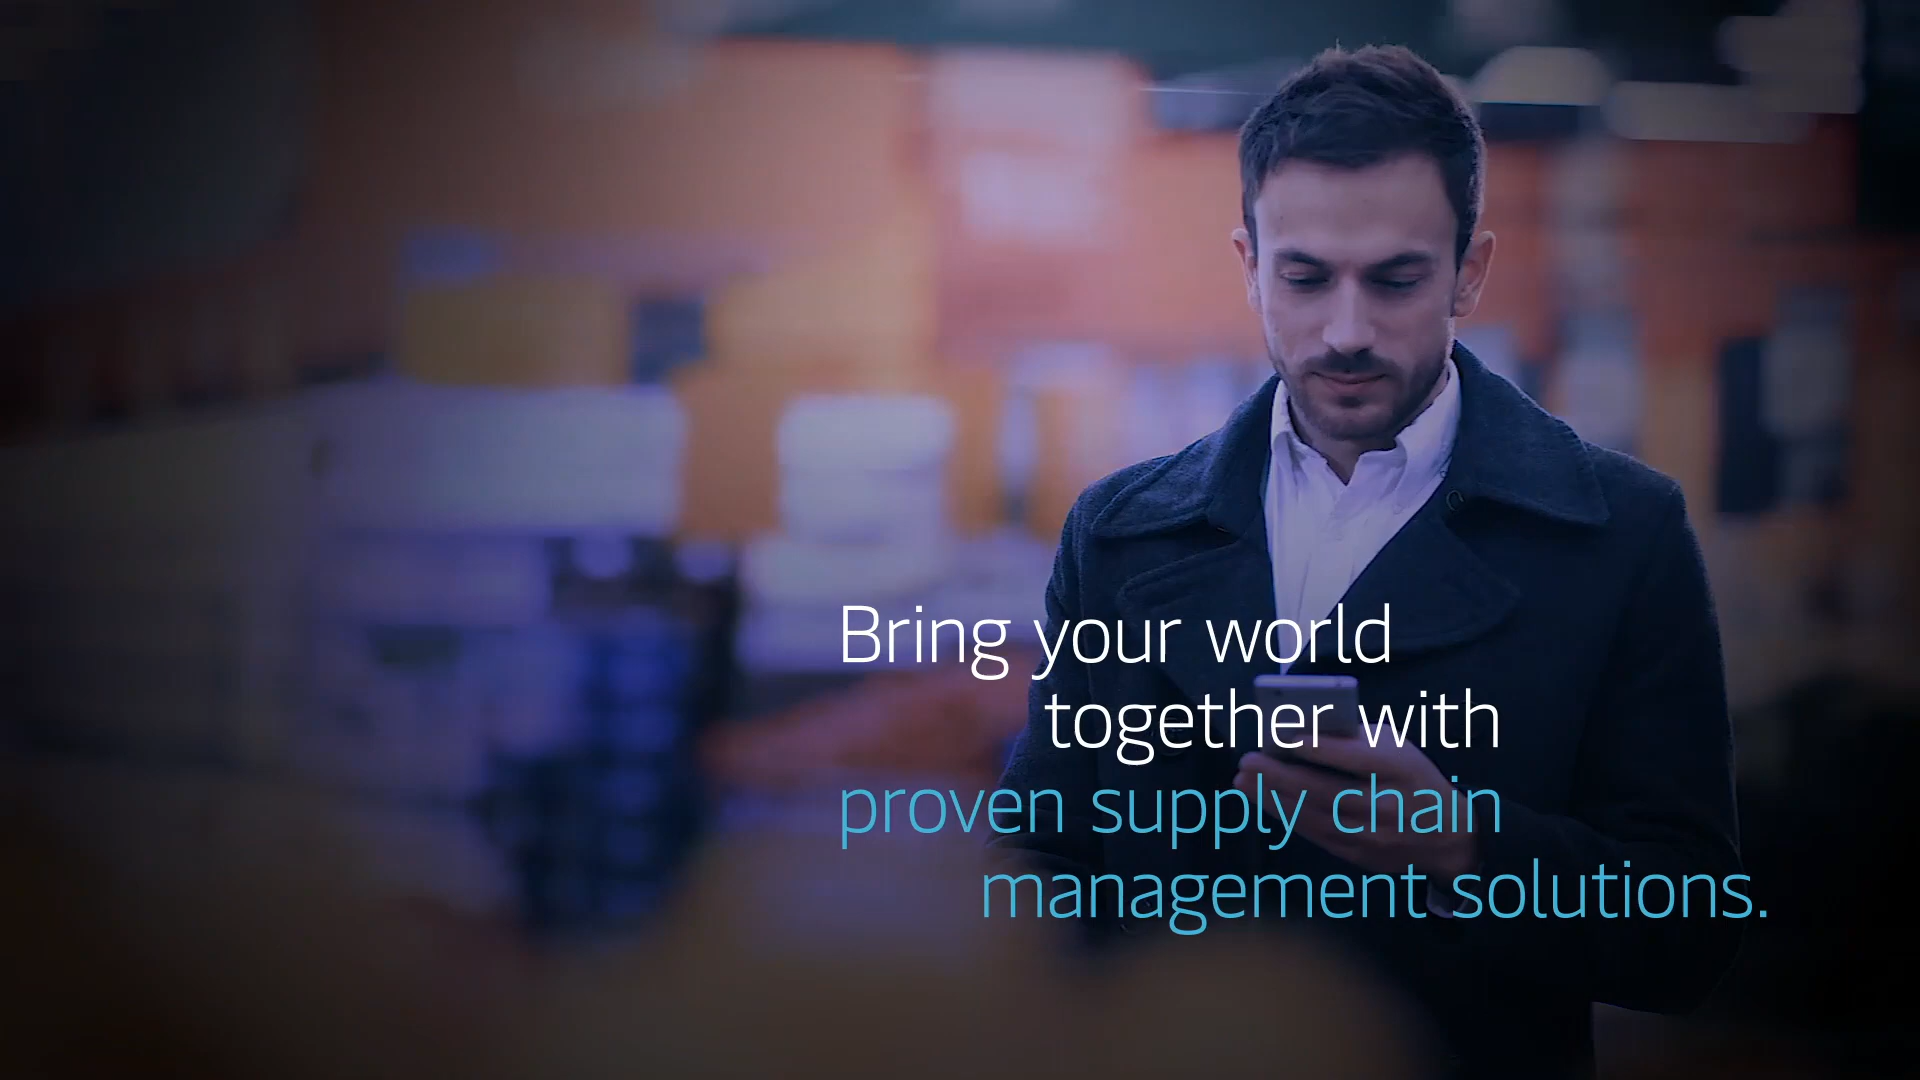 Bring your world
together with
proven supply chain
management solutions.